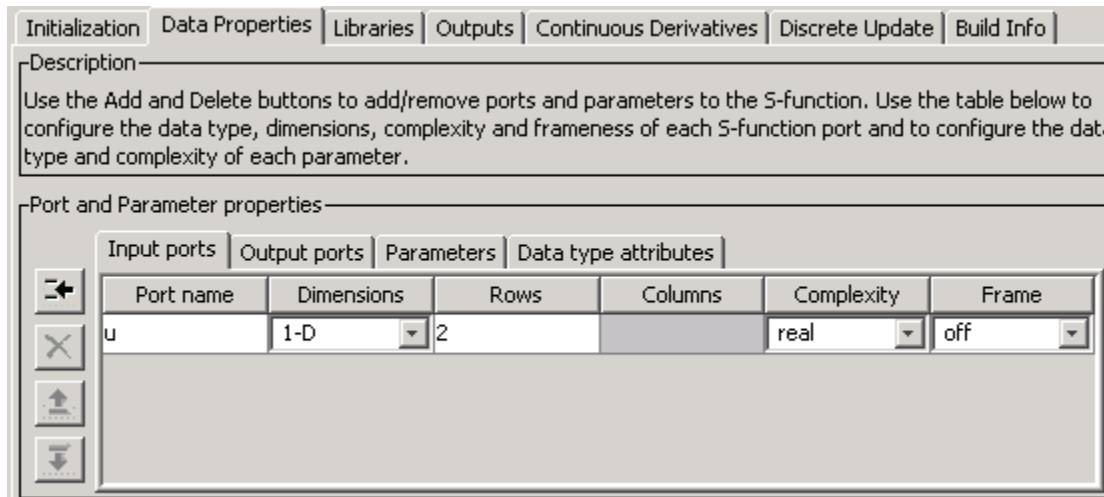 Initialization Data Properties Libraries Outputs Continuous Derivatives Discrete Update Build Info
Description
Use the Add and Delete buttons to add/remove ports and parameters to the S-function. Use the table below to
configure the data type, dimensions, complexity and frameness of each S-function port and to configure the data
type and complexity of each parameter.
Port and Parameter properties
Input ports Output ports Parameters Data type attributes
Port name Dimensions Rows Columns Complexity Frame
u 1-D 2 real off